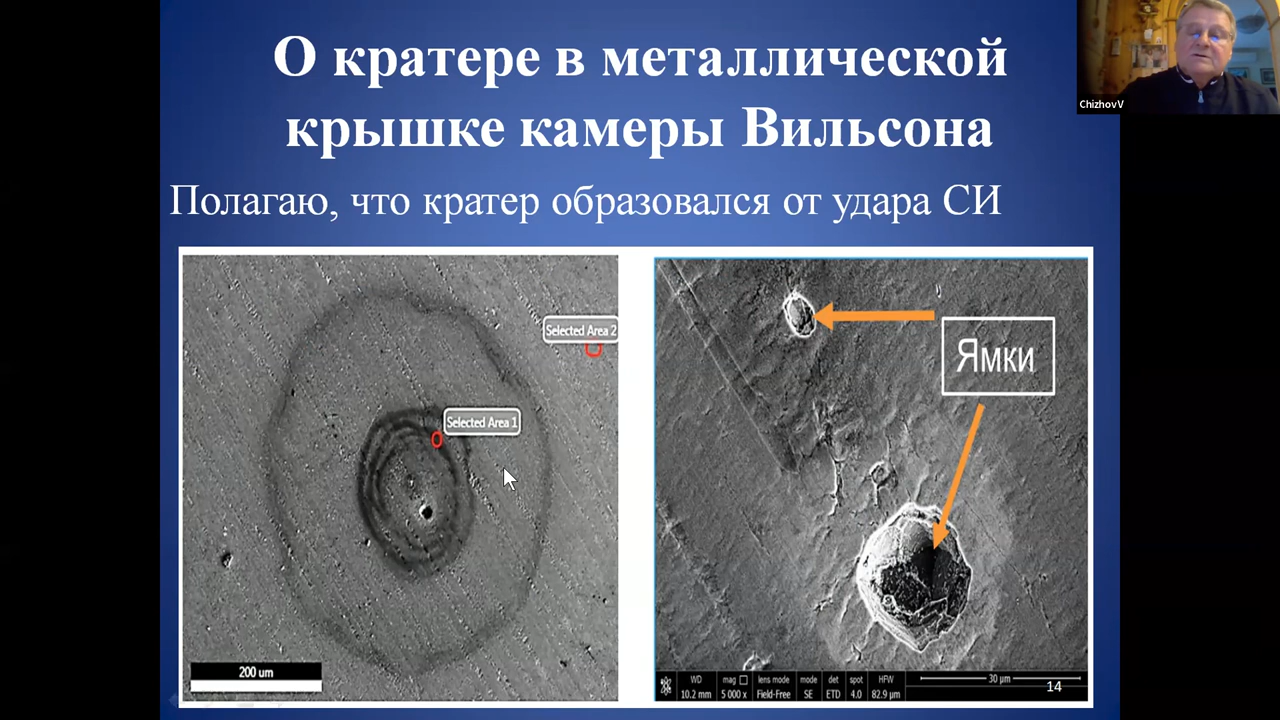 О кратере в металлической
крышке камеры Вильсона
Полагаю, что кратер образовался от удара СИ
Chizhov V
Selected Area 2
Selected Area 1
200 um
Ямки
WD mag lens mode mode det spot HFW
10.2 mm 5 000 x Field-Free SE ETD 4.0 82.9 µm
30 µm
14